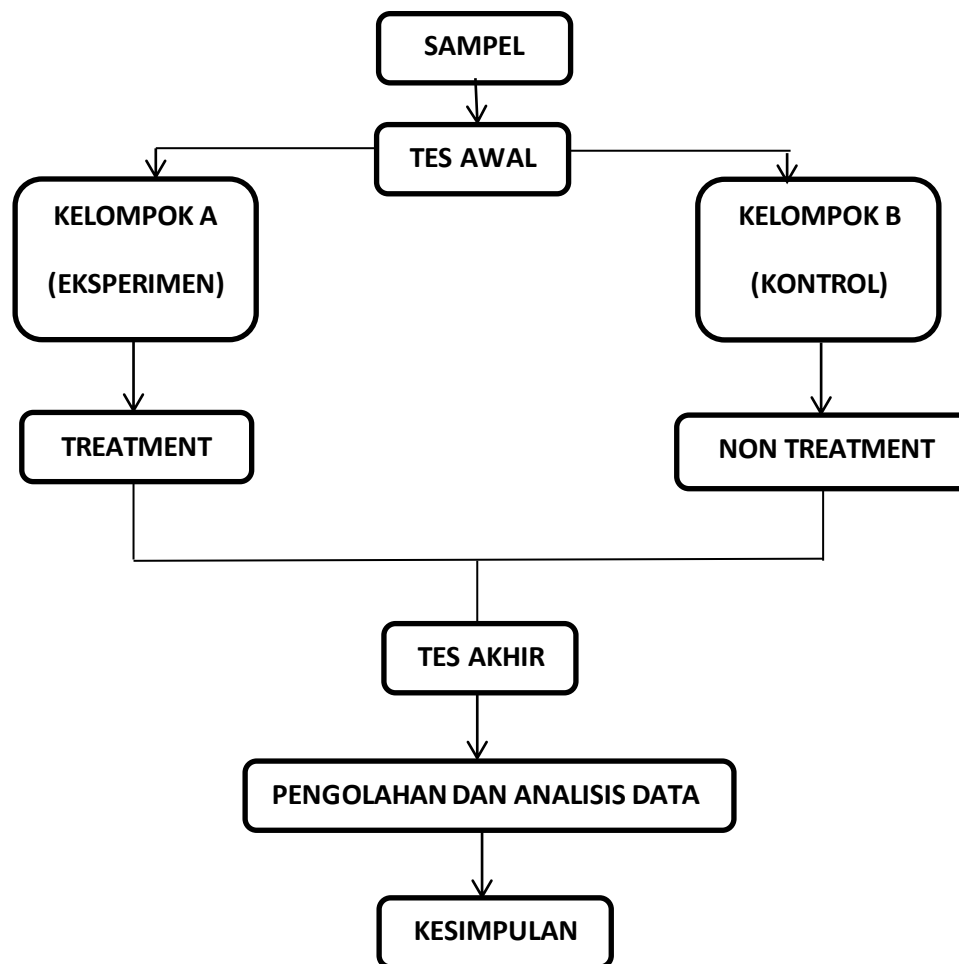 SAMPEL
TES AWAL
KELOMPOK A
(EKSPERIMEN)
KELOMPOK B
(KONTROL)
TREATMENT
NON TREATMENT
TES AKHIR
PENGOLAHAN DAN ANALISIS DATA
KESIMPULAN